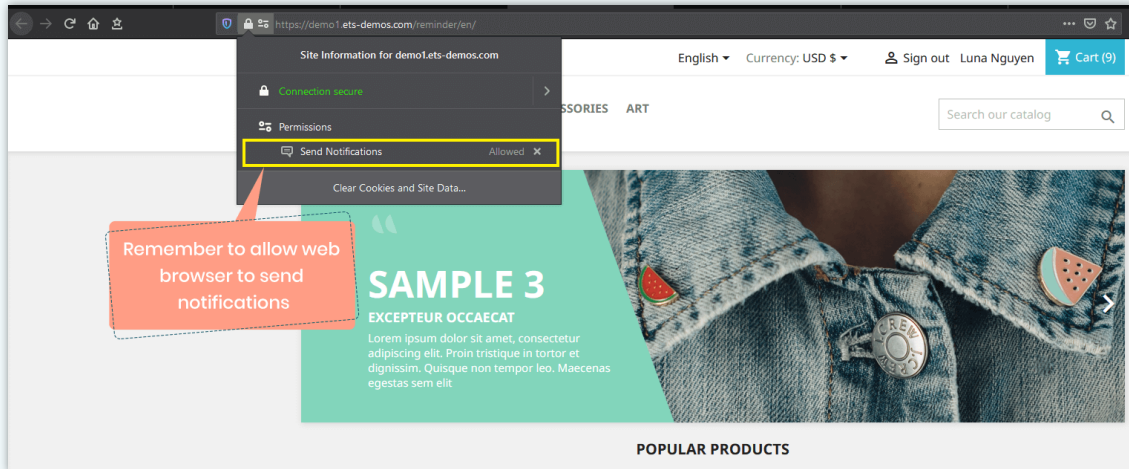 https://demo1.ets-demos.com/reminder/en/
Site Information for demo1.ets-demos.com
English Currency: USD $ Sign out Luna Nguyen Cart (9)
Connection secure
SSORIES ART
Search our catalog
Permissions
Send Notifications Allowed
Clear Cookies and Site Data...
Remember to allow web
browser to send
notifications
SAMPLE 3
EXCEPTEUR OCCAECAT
Lorem ipsum dolor sit amet, consectetur
adipiscing elit. Proin tristique in tortor et
dignissim. Quisque non tempor leo. Maecenas
egestas sem elit
J.CREW
POPULAR PRODUCTS